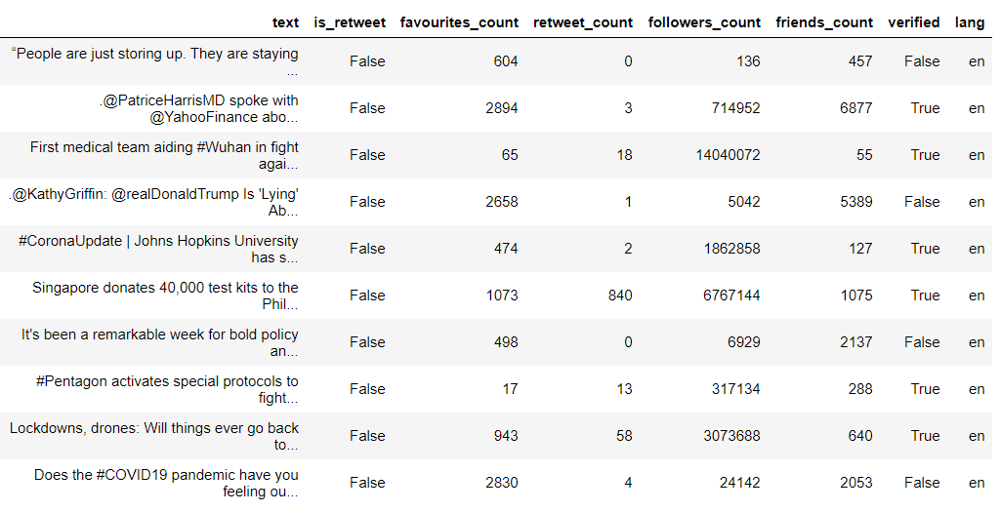 text is_retweet favourites_count retweet_count followers_count friends_count verified lang
“People are just storing up. They are staying
... False 604 0 136 457 False en
.@PatriceHarrisMD spoke with
@YahooFinance abo... False 2894 3 714952 6877 True en
First medical team aiding #Wuhan in fight
agai... False 65 18 14040072 55 True en
.@KathyGriffin: @realDonaldTrump Is 'Lying'
Ab... False 2658 1 5042 5389 False en
#CoronaUpdate | Johns Hopkins University
has s... False 474 2 1862858 127 True en
Singapore donates 40,000 test kits to the
Phil... False 1073 840 6767144 1075 True en
It's been a remarkable week for bold policy
an... False 498 0 6929 2137 False en
#Pentagon activates special protocols to
fight... False 17 13 317134 288 True en
Lockdowns, drones: Will things ever go back
to... False 943 58 3073688 640 True en
Does the #COVID19 pandemic have you
feeling ou... False 2830 4 24142 2053 False en